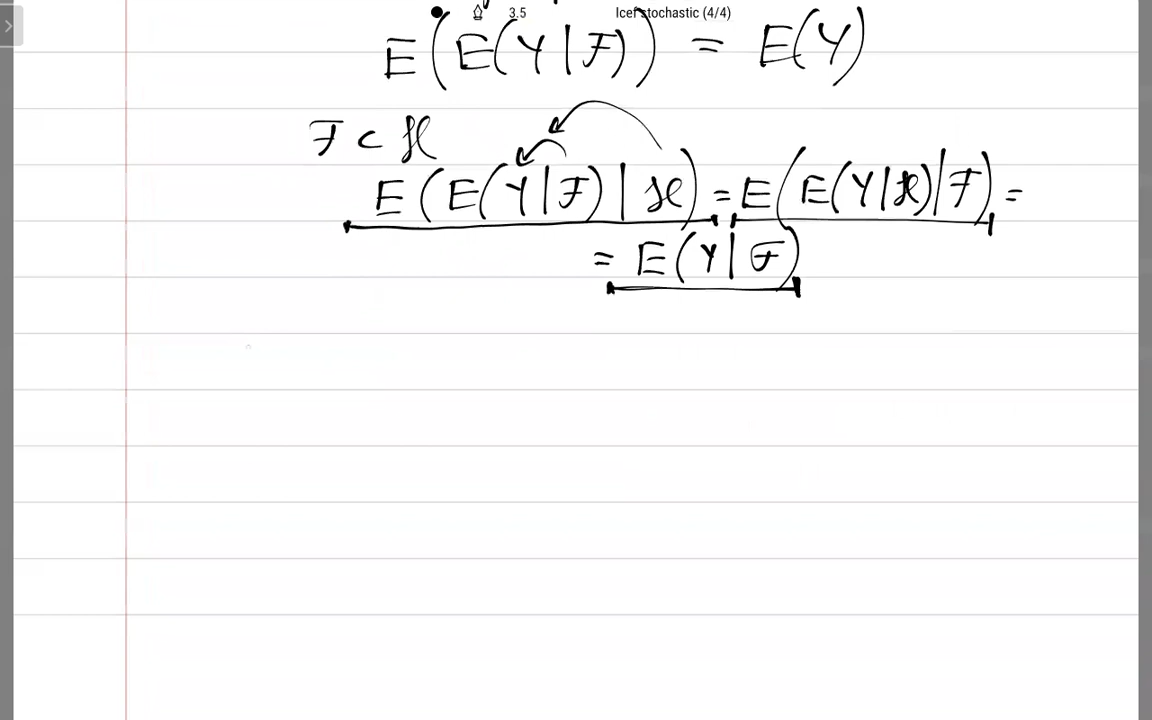 3.5 Icef stochastic (4/4)
E(E(Y|F)) = E(Y)
F ⊂ H
E(E(Y|F)|H) = E(E(Y|H)|F) =
= E(Y|F)